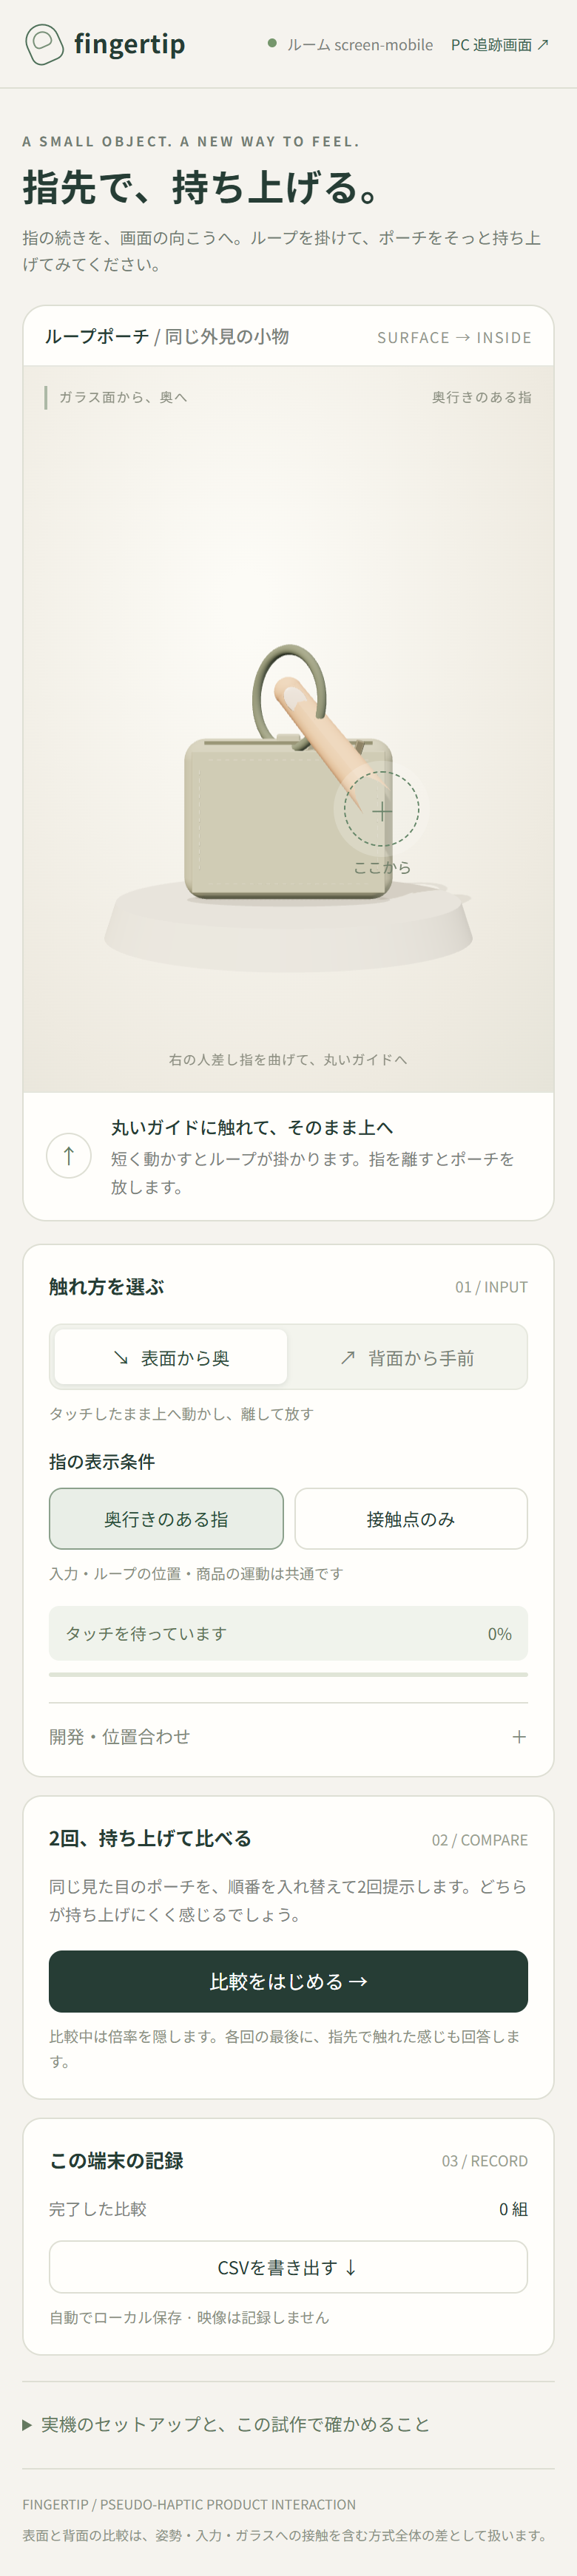 fingertip
ルーム screen-mobile
PC 追跡画面 ↗
A SMALL OBJECT. A NEW WAY TO FEEL.
指先で、持ち上げる。
指の続きを、画面の向こうへ。ループを掛けて、ポーチをそっと持ち上
げてみてください。
ループポーチ / 同じ外見の小物
SURFACE → INSIDE
ガラス面から、奥へ
奥行きのある指
ここから
右の人差し指を曲げて、丸いガイドへ
↑
丸いガイドに触れて、そのまま上へ
短く動かすとループが掛かります。指を離すとポーチを
放します。
触れ方を選ぶ
01 / INPUT
↘ 表面から奥
↗ 背面から手前
タッチしたまま上へ動かし、離して放す
指の表示条件
奥行きのある指
接触点のみ
入力・ループの位置・商品の運動は共通です
タッチを待っています
0%
開発・位置合わせ
+
2回、持ち上げて比べる
02 / COMPARE
同じ見た目のポーチを、順番を入れ替えて2回提示します。どちら
が持ち上げにくく感じるでしょう。
比較をはじめる →
比較中は倍率を隠します。各回の最後に、指先で触れた感じも回答しま
す。
この端末の記録
03 / RECORD
完了した比較
0 組
CSVを書き出す ↓
自動でローカル保存 · 映像は記録しません
▶ 実機のセットアップと、この試作で確かめること
FINGERTIP / PSEUDO-HAPTIC PRODUCT INTERACTION
表面と背面の比較は、姿勢・入力・ガラスへの接触を含む方式全体の差として扱います。